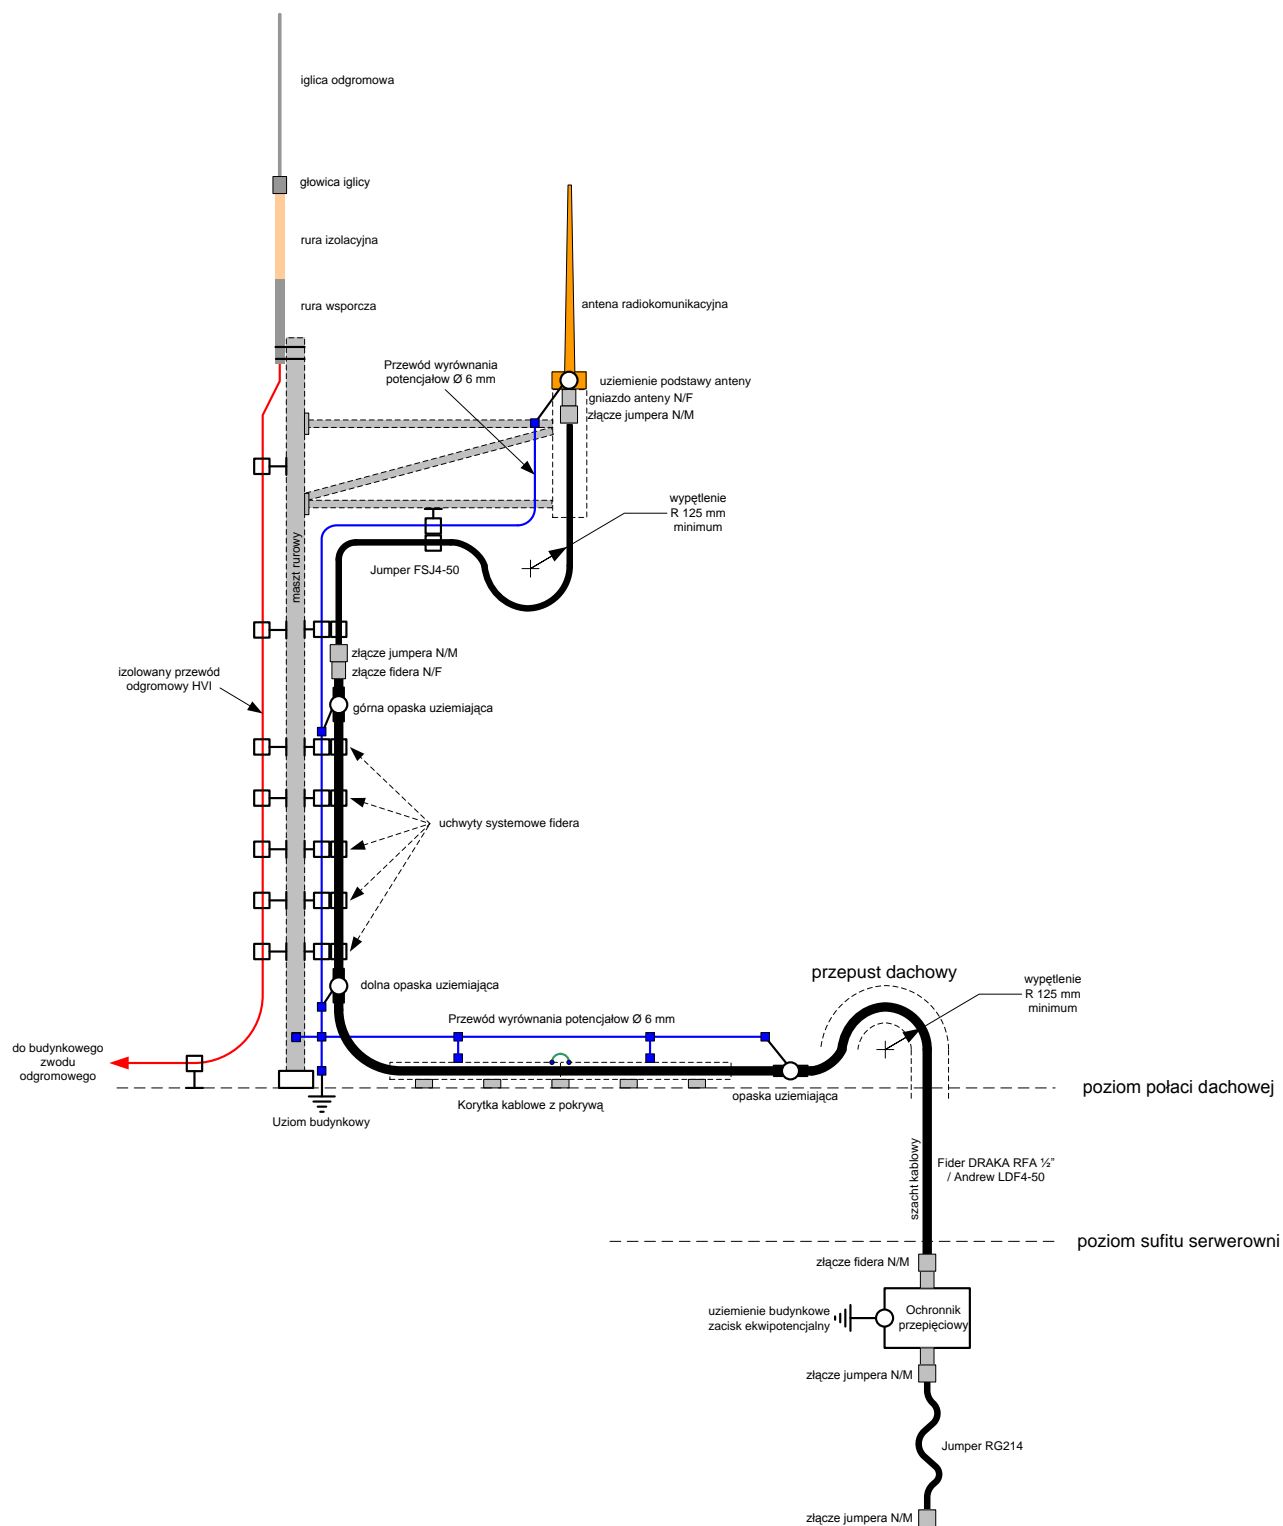 iglica odgromowa
głowica iglicy
rura izolacyjna
rura wsporcza
antena radiokomunikacyjna
Przewód wyrównania
potencjałow Ø 6 mm
uziemienie podstawy anteny
gniazdo anteny N/F
złącze jumpera N/M
wypętlenie
R 125 mm
minimum
maszt rurowy
Jumper FSJ4-50
złącze jumpera N/M
złącze fidera N/F
izolowany przewód
odgromowy HVI
górna opaska uziemiająca
uchwyty systemowe fidera
przepust dachowy
dolna opaska uziemiająca
wypętlenie
R 125 mm
minimum
Przewód wyrównania potencjałow Ø 6 mm
do budynkowego
zwodu
odgromowego
poziom połaci dachowej
opaska uziemiająca
Korytka kablowe z pokrywą
Uziom budynkowy
szacht kablowy
Fider DRAKA RFA ½”
/ Andrew LDF4-50
poziom sufitu serwerowni
złącze fidera N/M
uziemienie budynkowe
zacisk ekwipotencjalny
Ochronnik
przepięciowy
złącze jumpera N/M
Jumper RG214
złącze jumpera N/M